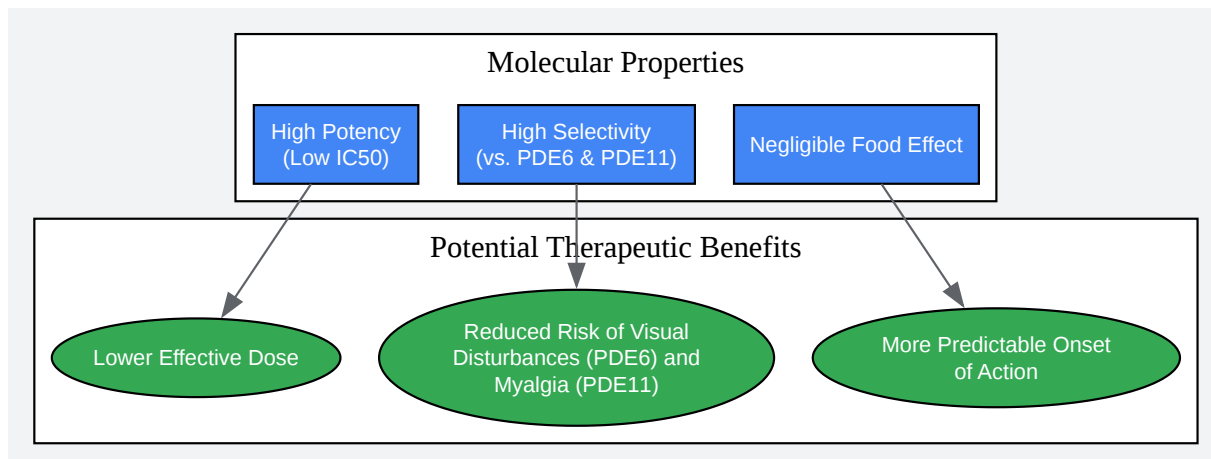 Molecular Properties
High Potency
(Low IC50)
High Selectivity
(vs. PDE6 & PDE11)
Negligible Food Effect
Potential Therapeutic Benefits
Lower Effective Dose
Reduced Risk of Visual
Disturbances (PDE6) and
Myalgia (PDE11)
More Predictable Onset
of Action